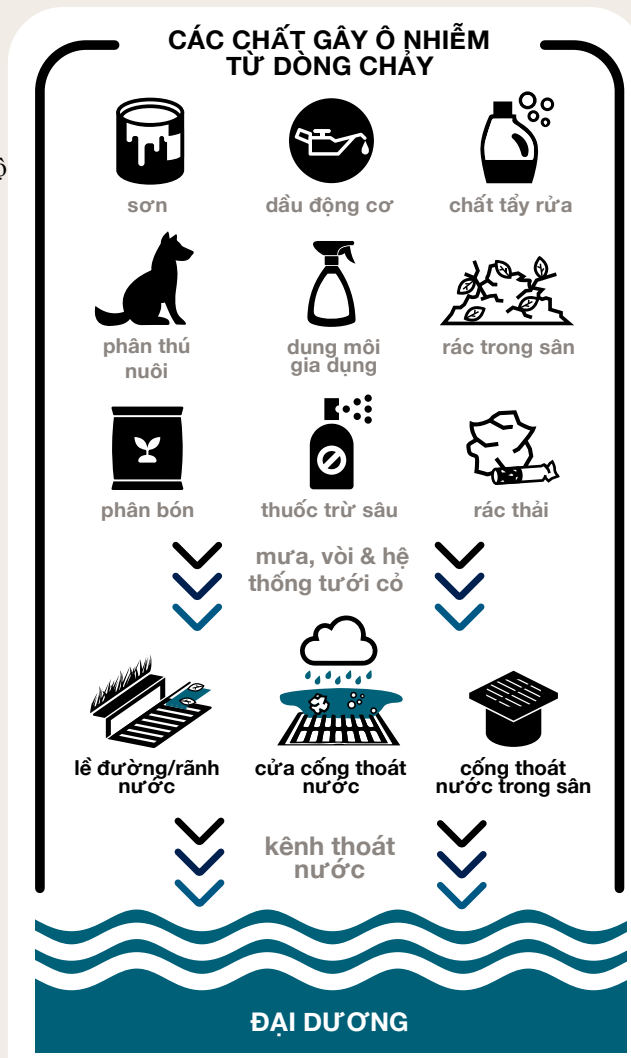 CÁC CHẤT GÂY Ô NHIỄM
TỪ DÒNG CHẢY
sơn
dầu động cơ
chất tẩy rửa
phân thú
nuôi
dung môi
gia dụng
rác trong sân
phân bón
thuốc trừ sâu
rác thải
mưa, vòi & hệ
thống tưới cỏ
lề đường/rãnh
nước
cửa cống thoát
nước
cống thoát
nước trong sân
kênh thoát
nước
ĐẠI DƯƠNG